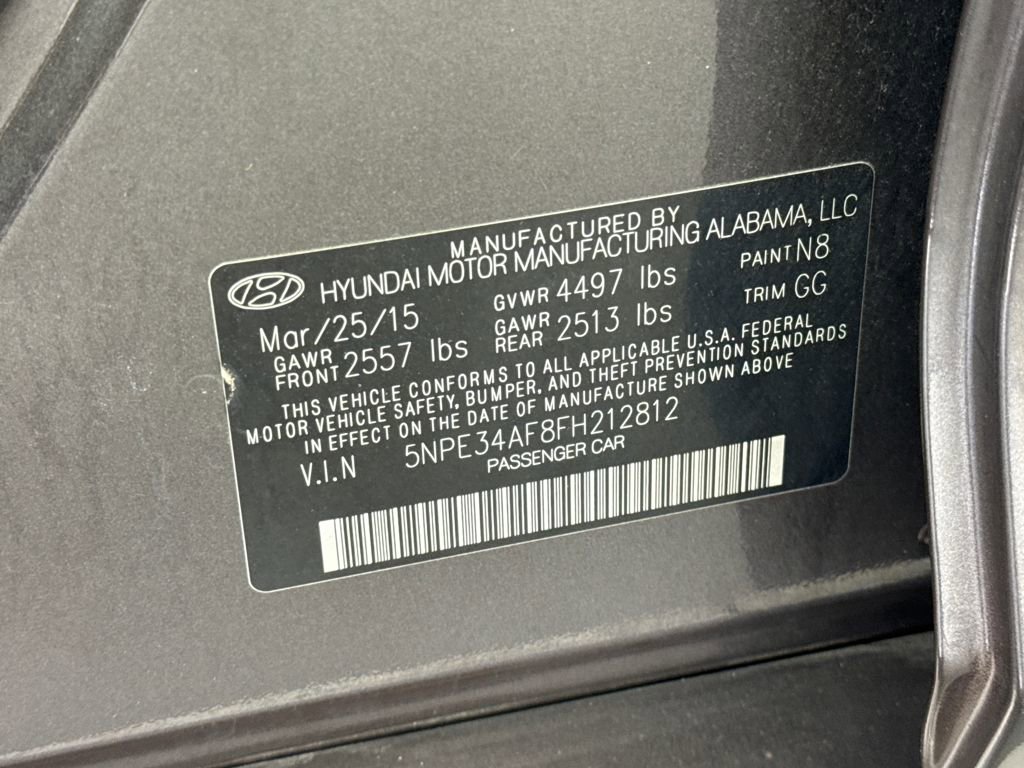 MANUFACTURED BY
HYUNDAI MOTOR MANUFACTURING ALABAMA, LLC
Mar/25/15 GVWR 4497 lbs PAINT N8
GAWR FRONT 2557 lbs GAWR REAR 2513 lbs TRIM GG
THIS VEHICLE CONFORMS TO ALL APPLICABLE U.S.A. FEDERAL
MOTOR VEHICLE SAFETY, BUMPER, AND THEFT PREVENTION STANDARDS
IN EFFECT ON THE DATE OF MANUFACTURE SHOWN ABOVE
V.I.N 5NPE34AF8FH212812
PASSENGER CAR